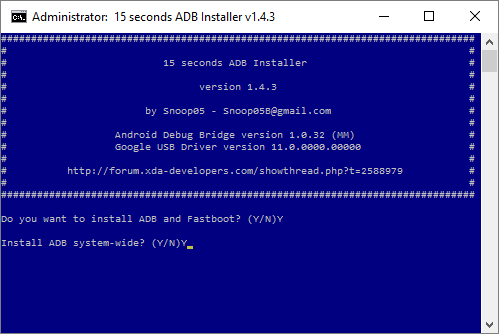 Administrator: 15 seconds ADB Installer v1.4.3
###############################################################################
# #
# 15 seconds ADB Installer #
# #
# version 1.4.3 #
# #
# by Snoop05 - Snoop05B@gmail.com #
# #
# Android Debug Bridge version 1.0.32 (MM) #
# Google USB Driver version 11.0.0000.00000 #
# #
# http://forum.xda-developers.com/showthread.php?t=2588979 #
# #
###############################################################################
Do you want to install ADB and Fastboot? (Y/N)Y
Install ADB system-wide? (Y/N)Y